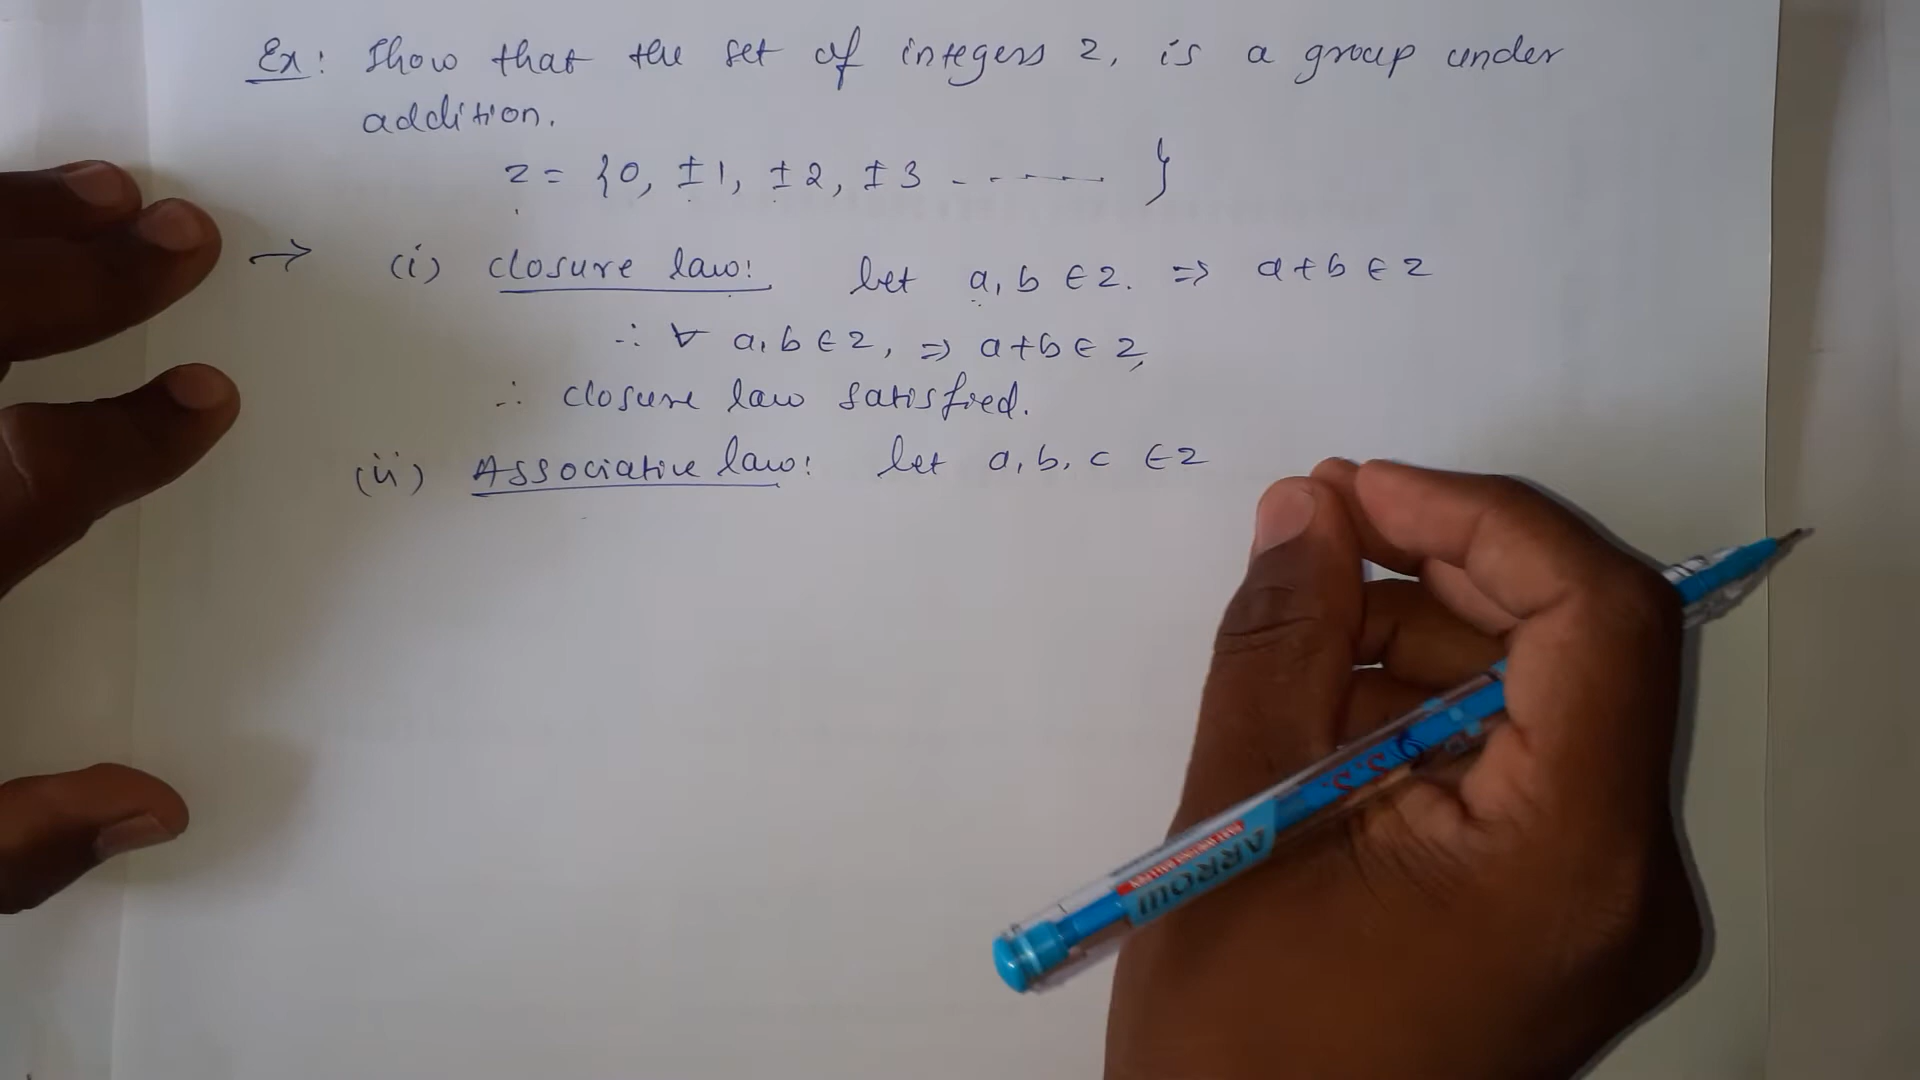 Ex: Show that the set of integers z, is a group under
addition.
z = {0, ±1, ±2, ±3 - - - - - - }
→ (i) closure law: let a, b ∈ z. ⇒ a+b ∈ z
∴ ∀ a, b ∈ z, ⇒ a+b ∈ z,
∴ closure law satisfied.
(ii) Associative law: let a, b, c ∈ z
ARROW